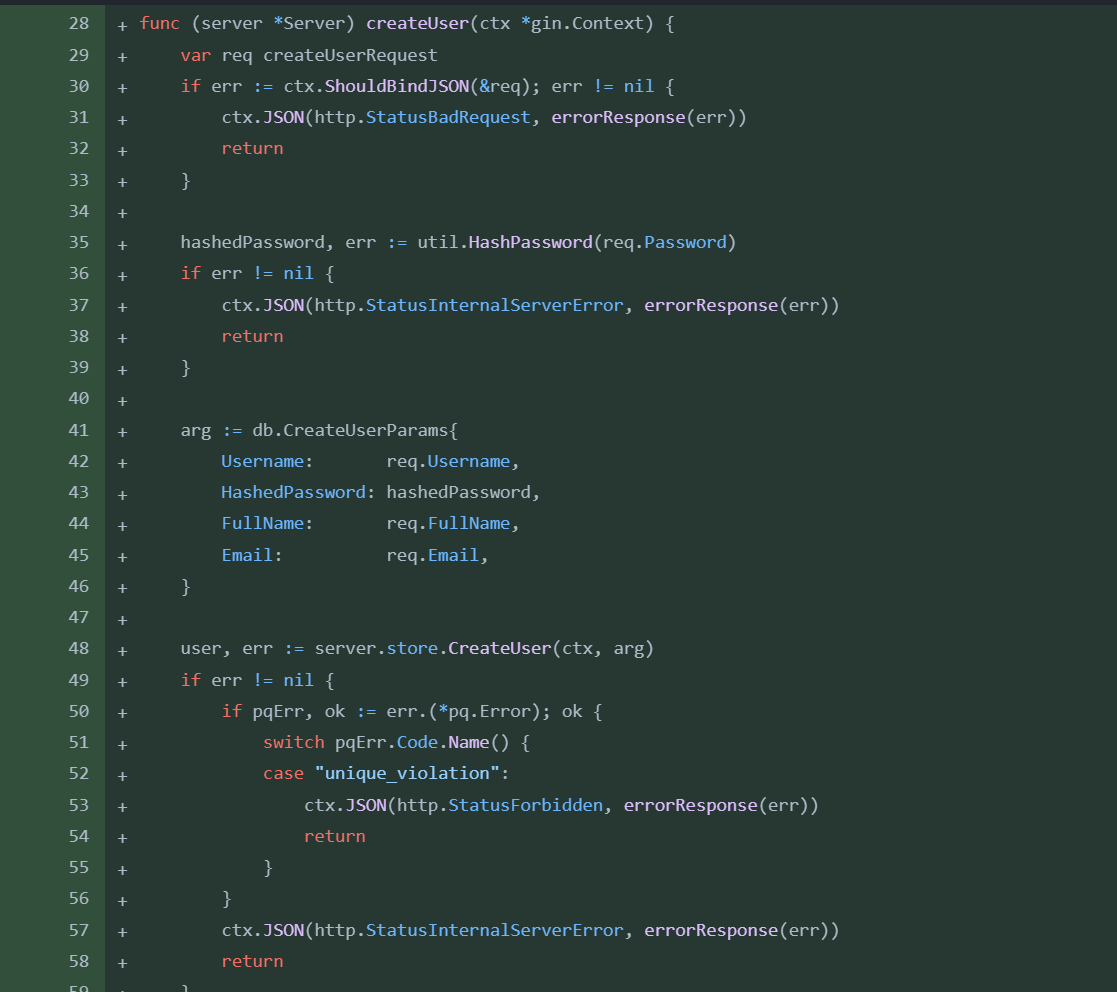 28 + func (server *Server) createUser(ctx *gin.Context) {
29 +     var req createUserRequest
30 +     if err := ctx.ShouldBindJSON(&req); err != nil {
31 +         ctx.JSON(http.StatusBadRequest, errorResponse(err))
32 +         return
33 +     }
34 +
35 +     hashedPassword, err := util.HashPassword(req.Password)
36 +     if err != nil {
37 +         ctx.JSON(http.StatusInternalServerError, errorResponse(err))
38 +         return
39 +     }
40 +
41 +     arg := db.CreateUserParams{
42 +         Username:       req.Username,
43 +         HashedPassword: hashedPassword,
44 +         FullName:       req.FullName,
45 +         Email:          req.Email,
46 +     }
47 +
48 +     user, err := server.store.CreateUser(ctx, arg)
49 +     if err != nil {
50 +         if pqErr, ok := err.(*pq.Error); ok {
51 +             switch pqErr.Code.Name() {
52 +             case "unique_violation":
53 +                 ctx.JSON(http.StatusForbidden, errorResponse(err))
54 +                 return
55 +             }
56 +         }
57 +         ctx.JSON(http.StatusInternalServerError, errorResponse(err))
58 +         return
59 +     }